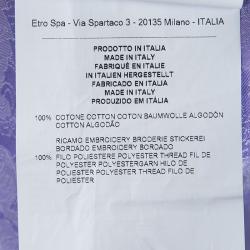 Etro Spa - Via Spartaco 3 - 20135 Milano - ITALIA
PRODOTTO IN ITALIA
MADE IN ITALY
FABRIQUÉ EN ITALIE
IN ITALIEN HERGESTELLT
FABRICADO EN ITALIA
MADE IN ITALY
PRODUZIDO EM ITÁLIA
100% COTONE COTTON COTON BAUMWOLLE ALGODÓN
COTTON ALGODÃO
RICAMO EMBROIDERY BRODERIE STICKEREI
BORDADO EMBROIDERY BORDADO
100% FILO POLIESTERE POLYESTER THREAD FIL DE
POLYESTER POLYESTERGARN HILO DE
POLIESTER POLYESTER THREAD FIL DE
POLIESTER